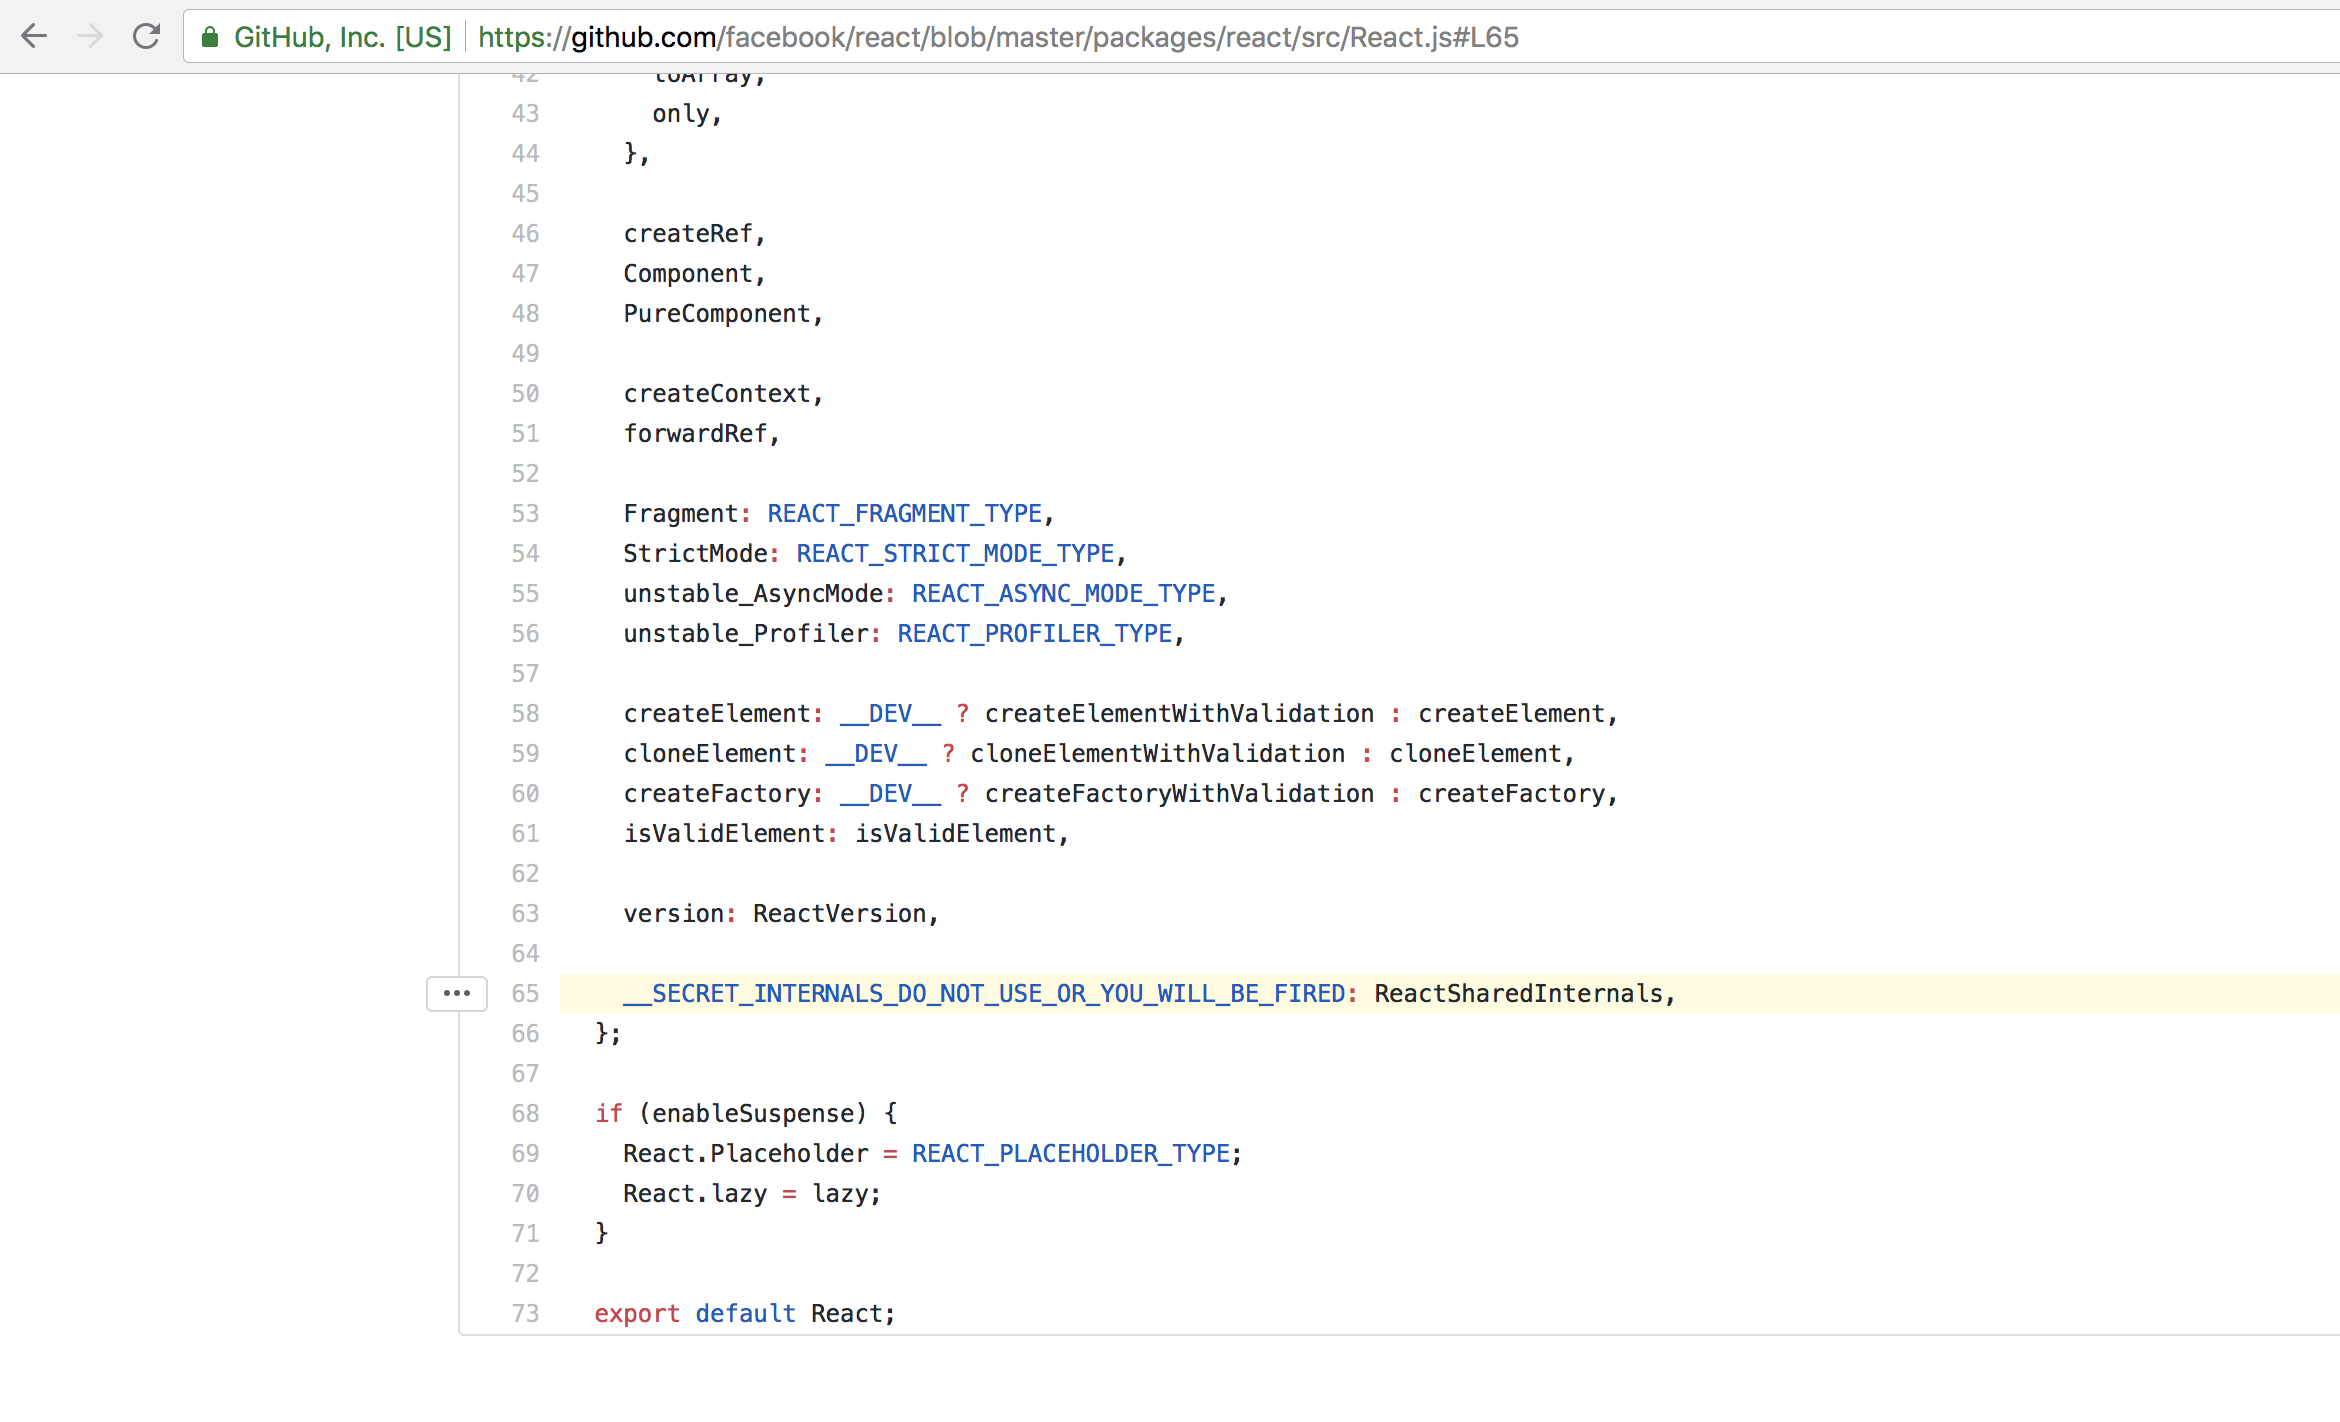 GitHub, Inc. [US] https://github.com/facebook/react/blob/master/packages/react/src/React.js#L65
42 toArray,
43 only,
44 },
45
46 createRef,
47 Component,
48 PureComponent,
49
50 createContext,
51 forwardRef,
52
53 Fragment: REACT_FRAGMENT_TYPE,
54 StrictMode: REACT_STRICT_MODE_TYPE,
55 unstable_AsyncMode: REACT_ASYNC_MODE_TYPE,
56 unstable_Profiler: REACT_PROFILER_TYPE,
57
58 createElement: __DEV__ ? createElementWithValidation : createElement,
59 cloneElement: __DEV__ ? cloneElementWithValidation : cloneElement,
60 createFactory: __DEV__ ? createFactoryWithValidation : createFactory,
61 isValidElement: isValidElement,
62
63 version: ReactVersion,
64
65 __SECRET_INTERNALS_DO_NOT_USE_OR_YOU_WILL_BE_FIRED: ReactSharedInternals,
66 };
67
68 if (enableSuspense) {
69 React.Placeholder = REACT_PLACEHOLDER_TYPE;
70 React.lazy = lazy;
71 }
72
73 export default React;